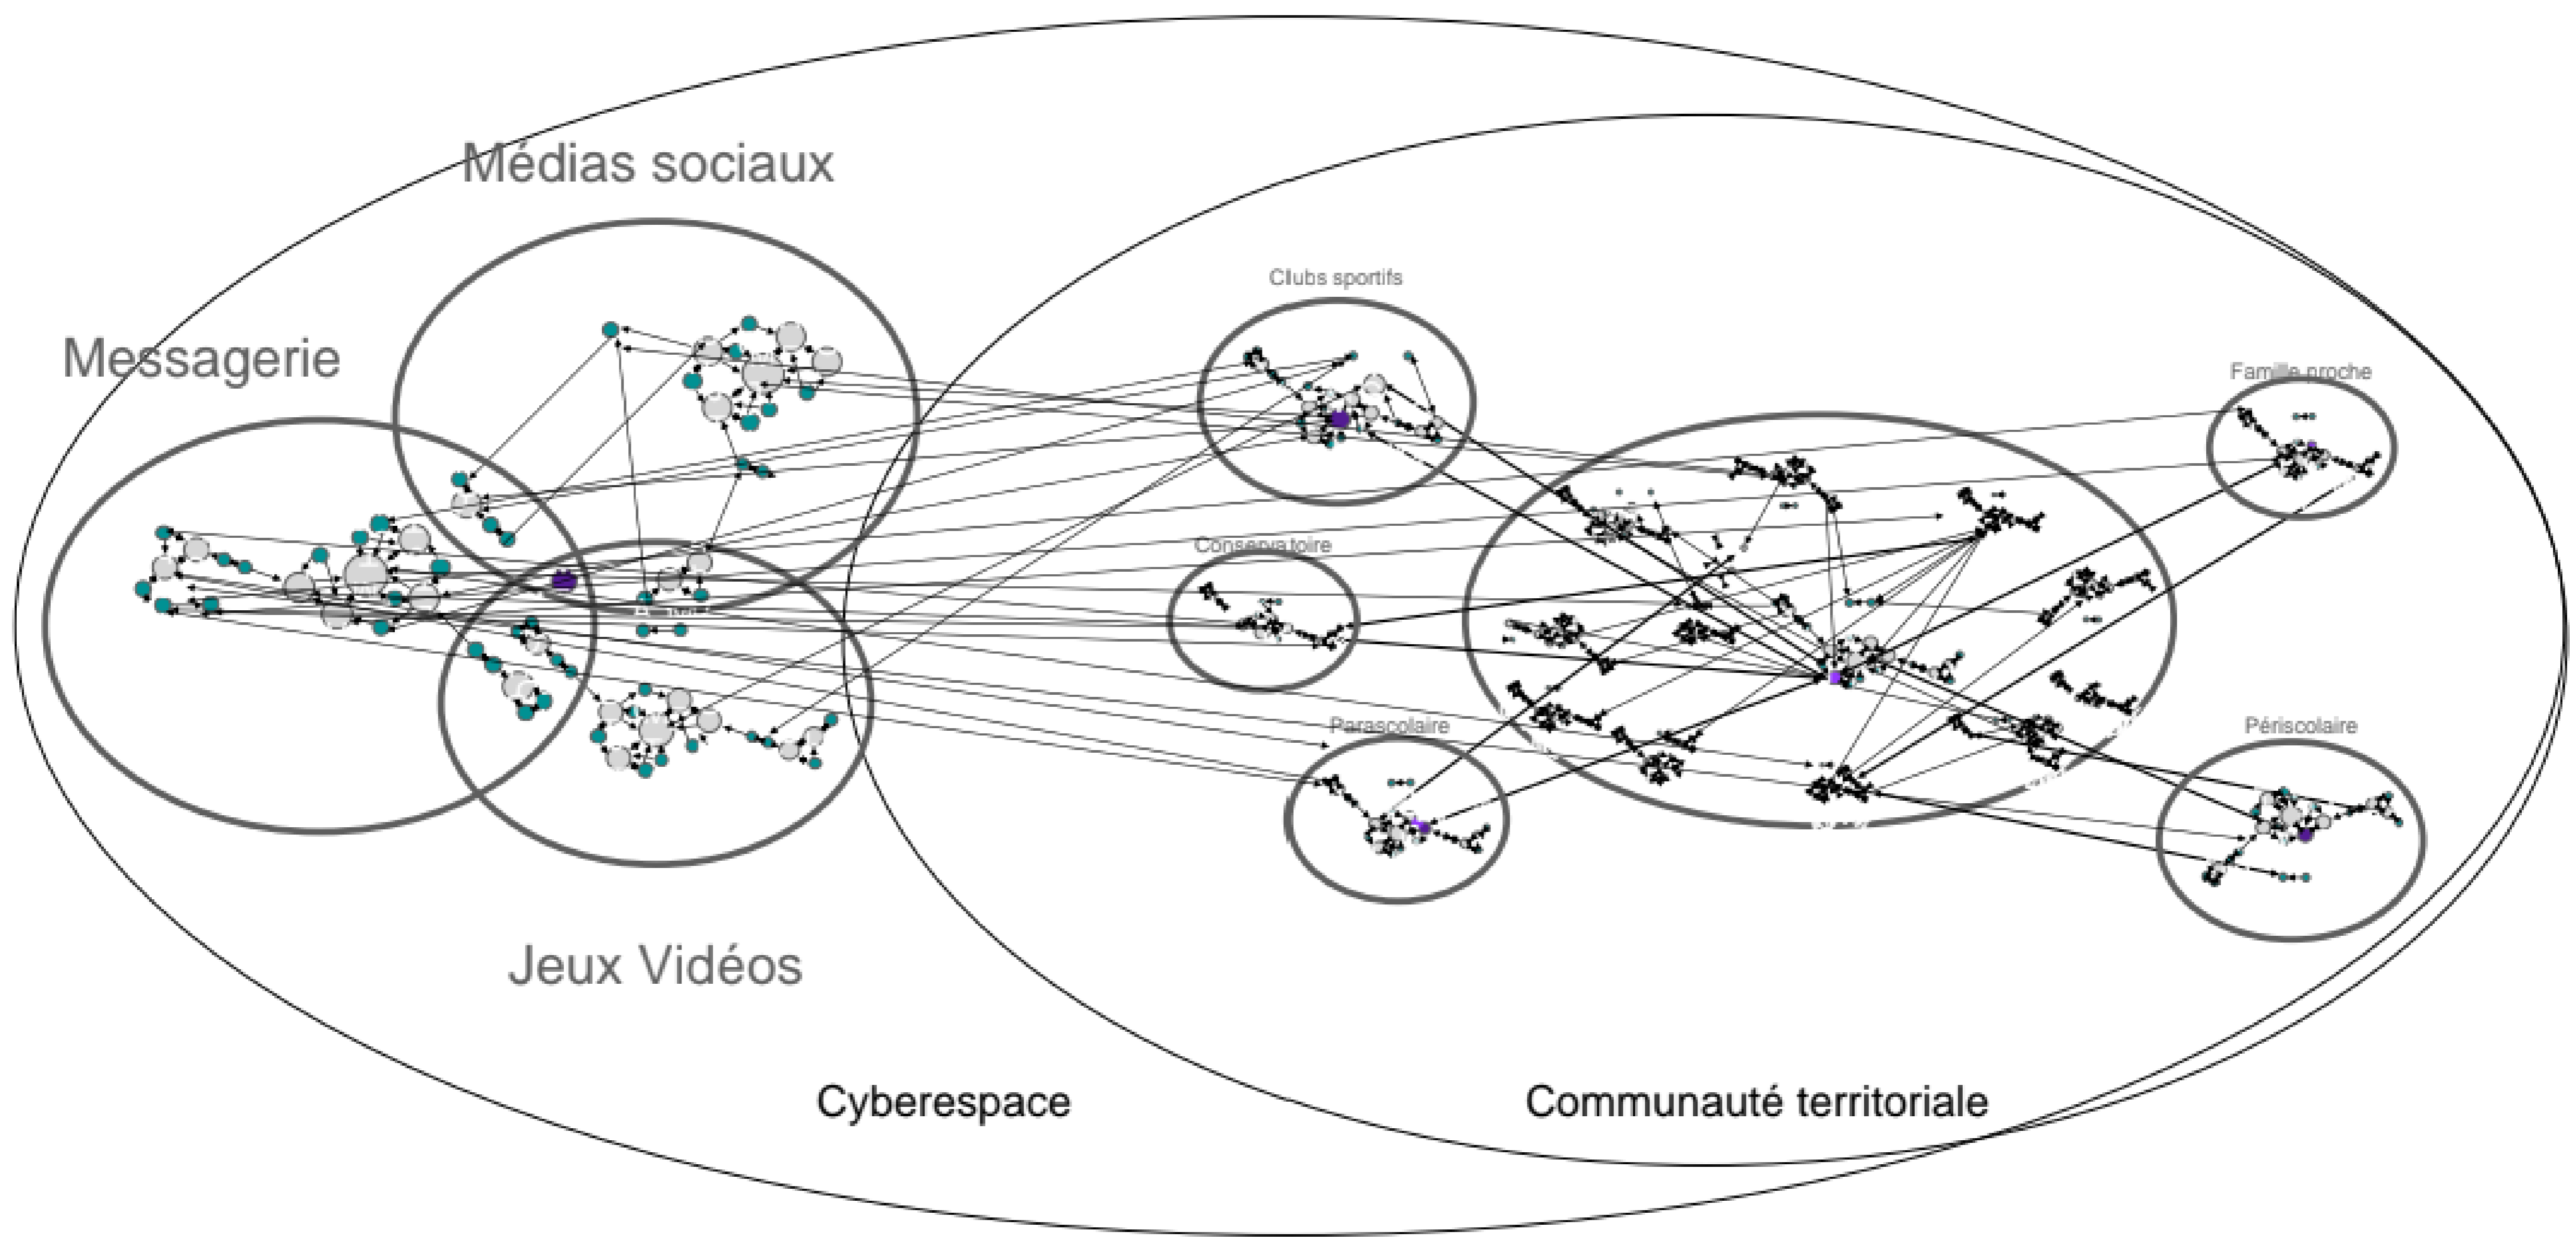 Médias sociaux
Messagerie
Clubs sportifs
Famille proche
Conservatoire
Parascolaire
Périscolaire
Jeux Vidéos
Cyberespace
Communauté territoriale